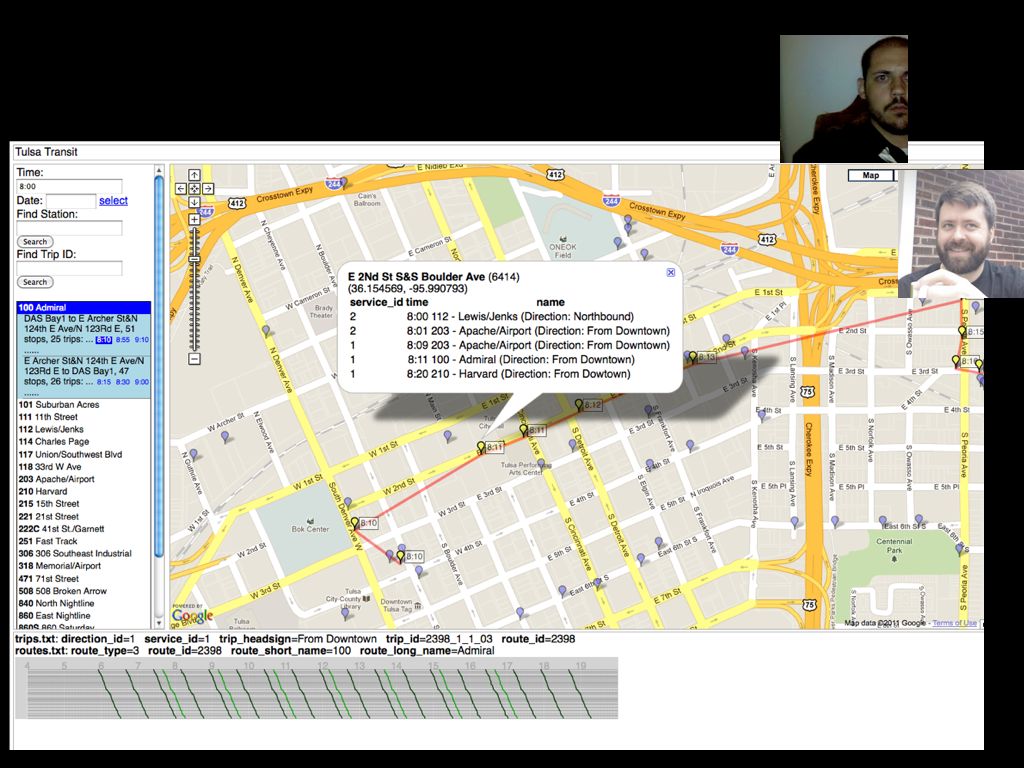 Tulsa Transit
Time:
8:00
Date:
select
Find Station:
Search
Find Trip ID:
Search
100 Admiral
DAS Bay1 to E Archer St&N
124th E Ave/N 123Rd E, 51
stops, 25 trips: ... 8:10 8:55 9:10
......
E Archer St&N 124th E Ave/N
123Rd E to DAS Bay1, 47
stops, 26 trips: ... 8:15 8:30 9:00
......
101 Suburban Acres
111 11th Street
112 Lewis/Jenks
114 Charles Page
117 Union/Southwest Blvd
118 33rd W Ave
203 Apache/Airport
210 Harvard
215 15th Street
221 21st Street
222C 41st St./Garnett
251 Fast Track
306 306 Southeast Industrial
318 Memorial/Airport
471 71st Street
508 508 Broken Arrow
840 North Nightline
860 East Nightline
860S 860 Saturday
Map
E 2Nd St S&S Boulder Ave (6414)
(36.154569, -95.990793)
service_id time name
2 8:00 112 - Lewis/Jenks (Direction: Northbound)
2 8:01 203 - Apache/Airport (Direction: From Downtown)
1 8:09 203 - Apache/Airport (Direction: From Downtown)
1 8:11 100 - Admiral (Direction: From Downtown)
1 8:20 210 - Harvard (Direction: From Dowtown)
Crosstown Expy
412
244
Cain's
Ballroom
412
244
Crosstown Expy
244
412
Cherokee Expy
ONEOK
Field
N Cheyenne Ave
N Denver Ave
N Boulder Ave
E Cameron St
W Cameron St
Brady
Theater
W Archer St
N Elwood Ave
N Guthrie Ave
E 1st St
E 2nd St
E 3rd St
E 4th St
E 5th St
E 5th Pl
8:15
8:16
8:13
8:12
8:11
8:11
8:10
8:10
E 1st St
W 1st St
W 2nd St
W 3rd St
E 3rd St
W 4th St
Tulsa Performing
Arts Center
Bok Center
South Denver Ave W
S Boulder Ave
S Cincinnati Ave
S Detroit Ave
S Elgin Ave
S Frankfort Ave
N Iroquois Ave
S Kenosha Ave
S Lansing Ave
S Madison Ave
S Norfolk Ave
S Owasso Ave
S Peoria Ave
Cherokee Expy
75
75
E 5th St
E 5th Pl
E 6th St
E 7th St
Centennial
Park
Tulsa
City-County
Library
Downtown
Tulsa Tag
POWERED BY
Google
Map data ©2011 Google - Terms of Use
trips.txt: direction_id=1 service_id=1 trip_headsign=From Downtown trip_id=2398_1_1_03 route_id=2398
routes.txt: route_type=3 route_id=2398 route_short_name=100 route_long_name=Admiral
4 5 6 7 8 9 10 11 12 13 14 15 16 17 18 19